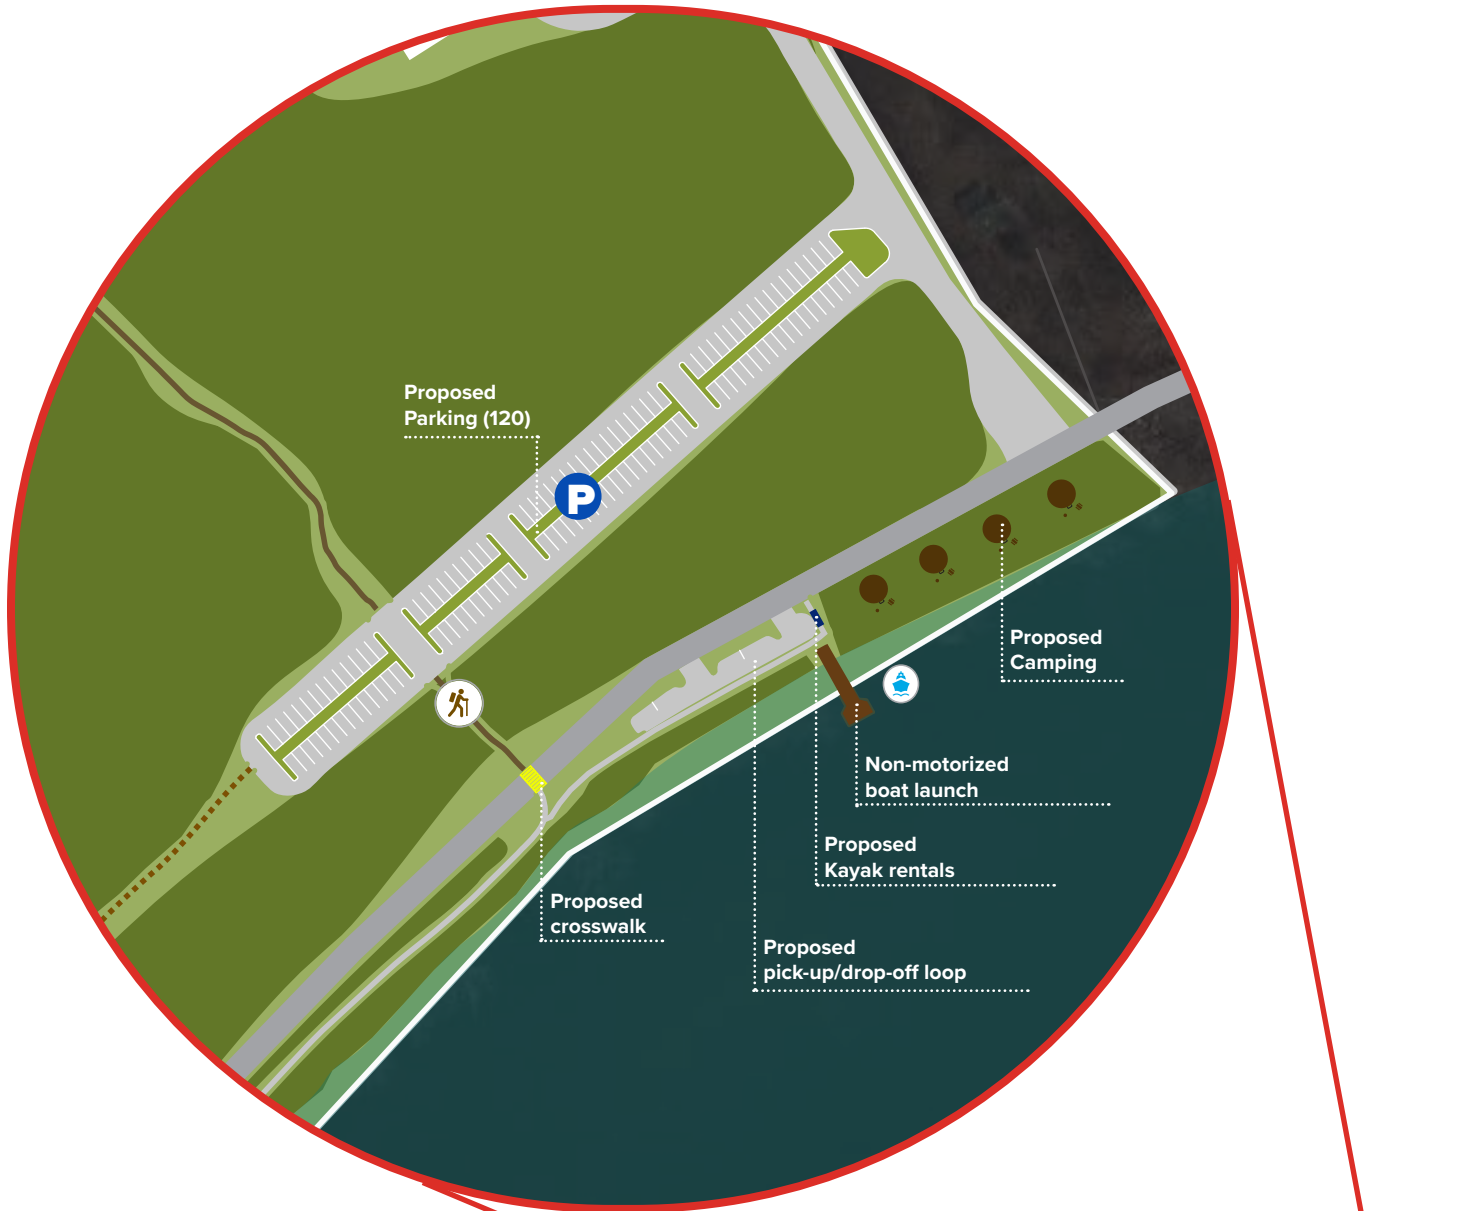 Proposed
Parking (120)
P
Proposed
Camping
Non-motorized
boat launch
Proposed
Kayak rentals
Proposed
crosswalk
Proposed
pick-up/drop-off loop